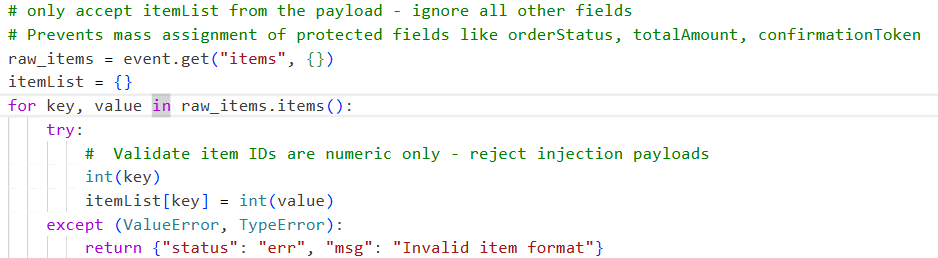 # only accept itemList from the payload - ignore all other fields
# Prevents mass assignment of protected fields like orderStatus, totalAmount, confirmationToken
raw_items = event.get("items", {})
itemList = {}
for key, value in raw_items.items():
    try:
        #  Validate item IDs are numeric only - reject injection payloads
        int(key)
        itemList[key] = int(value)
    except (ValueError, TypeError):
        return {"status": "err", "msg": "Invalid item format"}